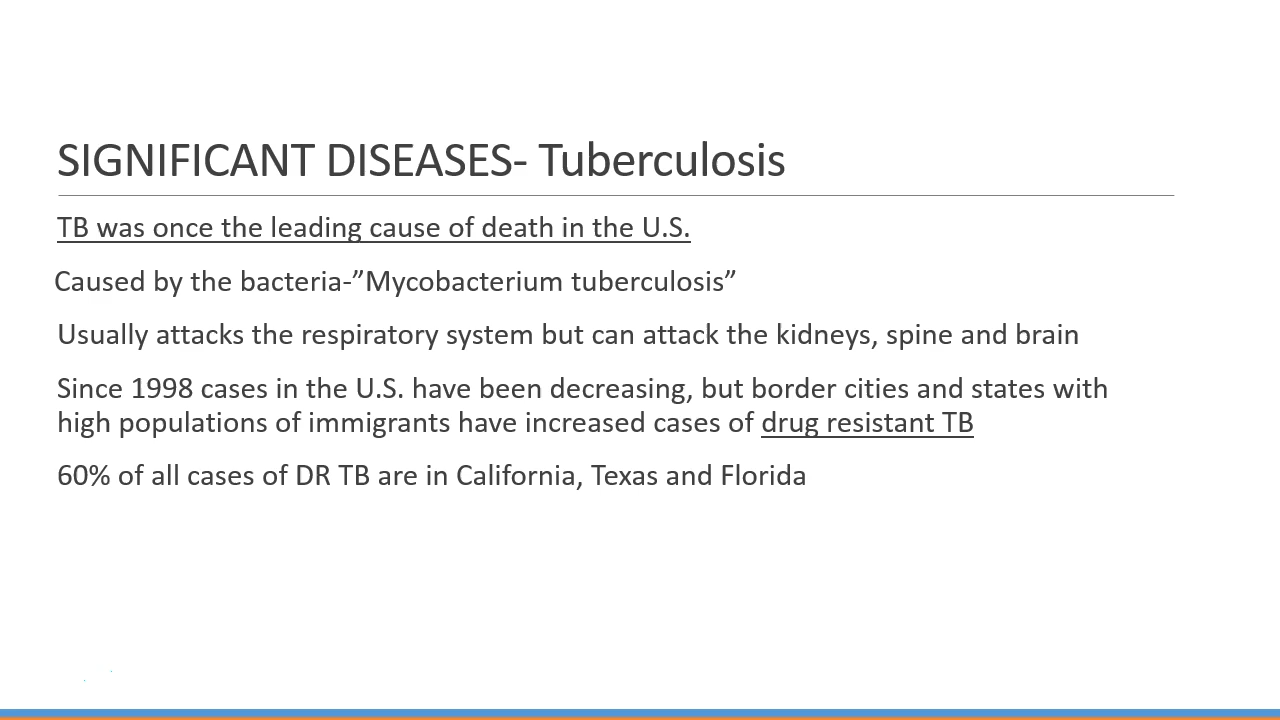 SIGNIFICANT DISEASES- Tuberculosis
TB was once the leading cause of death in the U.S.
Caused by the bacteria-”Mycobacterium tuberculosis”
Usually attacks the respiratory system but can attack the kidneys, spine and brain
Since 1998 cases in the U.S. have been decreasing, but border cities and states with
high populations of immigrants have increased cases of drug resistant TB
60% of all cases of DR TB are in California, Texas and Florida